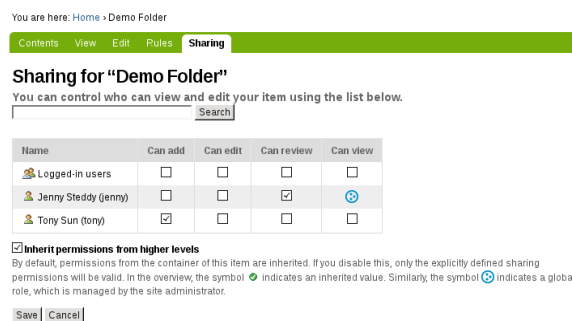 You are here: Home › Demo Folder
Contents View Edit Rules Sharing
Sharing for “Demo Folder”
You can control who can view and edit your item using the list below.
Search
Name Can add Can edit Can review Can view
Logged-in users
Jenny Steddy (jenny)
Tony Sun (tony)
Inherit permissions from higher levels
By default, permissions from the container of this item are inherited. If you disable this, only the explicitly defined sharing
permissions will be valid. In the overview, the symbol indicates an inherited value. Similarly, the symbol indicates a globa
role, which is managed by the site administrator.
Save Cancel